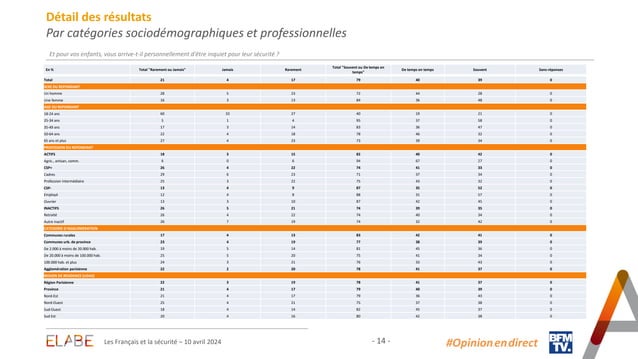 Détail des résultats
Par catégories sociodémographiques et professionnelles
Et pour vos enfants, vous arrive-t-il personnellement d'être inquiet pour leur sécurité ?
En % Total "Rarement ou Jamais" Jamais Rarement Total "Souvent ou De temps en temps" De temps en temps Souvent Sans réponses
Total 21 4 17 79 40 39 0
SEXE DU REPONDANT
Un homme 28 5 23 72 44 28 0
Une femme 16 3 13 84 36 48 0
AGE DU REPONDANT
18-24 ans 60 33 27 40 19 21 0
25-34 ans 5 1 4 95 37 58 0
35-49 ans 17 3 14 83 36 47 0
50-64 ans 22 4 18 78 46 32 0
65 ans et plus 27 4 23 73 39 34 0
PROFESSION DU REPONDANT
ACTIFS 18 3 15 82 40 42 0
Agric., artisan, comm. 6 0 6 94 67 27 0
CSP+ 26 4 22 74 41 33 0
Cadres 29 6 23 71 37 34 0
Profession intermédiaire 25 3 22 75 43 32 0
CSP- 13 4 9 87 35 52 0
Employé 12 4 8 88 31 57 0
Ouvrier 13 3 10 87 42 45 0
INACTIFS 26 5 21 74 39 35 0
Retraité 26 4 22 74 40 34 0
Autre inactif 26 7 19 74 32 42 0
CATEGORIE D'AGGLOMERATION
Communes rurales 17 4 13 83 42 41 0
Communes urb. de province 23 4 19 77 38 39 0
De 2.000 à moins de 20.000 hab. 19 5 14 81 45 36 0
De 20.000 à moins de 100.000 hab. 25 5 20 75 41 34 0
100.000 hab. et plus 24 3 21 76 33 43 0
Agglomération parisienne 22 2 20 78 41 37 0
REGION DE RESIDENCE (UDA5)
Région Parisienne 22 3 19 78 41 37 0
Province 21 4 17 79 40 39 0
Nord-Est 21 4 17 79 36 43 0
Nord-Ouest 25 4 21 75 37 38 0
Sud-Ouest 18 4 14 82 45 37 0
Sud-Est 20 4 16 80 42 38 0
ELABE Les Français et la sécurité – 10 avril 2024 - 14 - #Opinion en direct BFM TV.